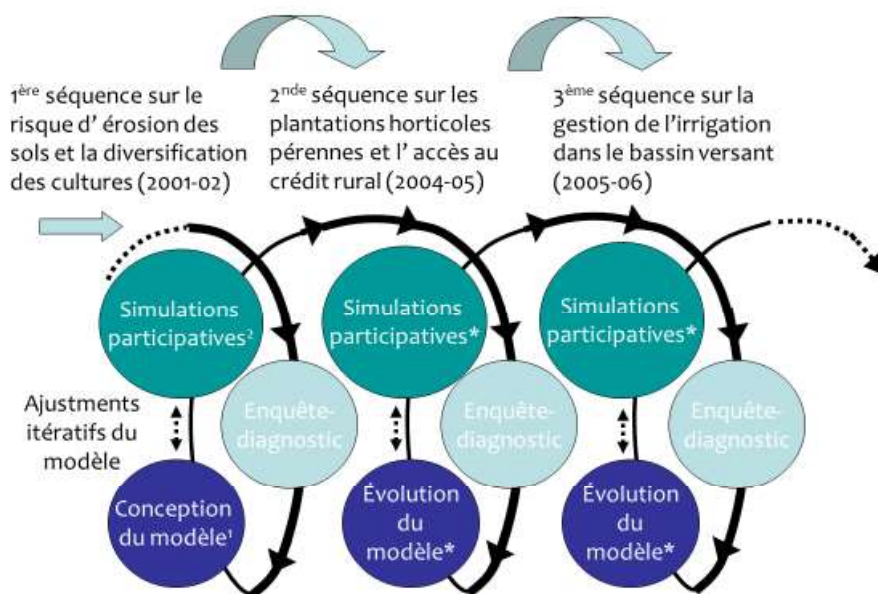 1ère séquence sur le
risque d' érosion des
sols et la diversification
des cultures (2001-02)
2nde séquence sur les
plantations horticoles
pérennes et l' accès au
crédit rural (2004-05)
3ème séquence sur la
gestion de l'irrigation
dans le bassin versant
(2005-06)
Simulations
participatives²
Simulations
participatives*
Simulations
participatives*
Ajustments
itératifs du
modèle
Enquête-
diagnostic
Enquête-
diagnostic
Enquête-
diagnostic
Conception
du modèle¹
Évolution
du
modèle*
Évolution
du
modèle*